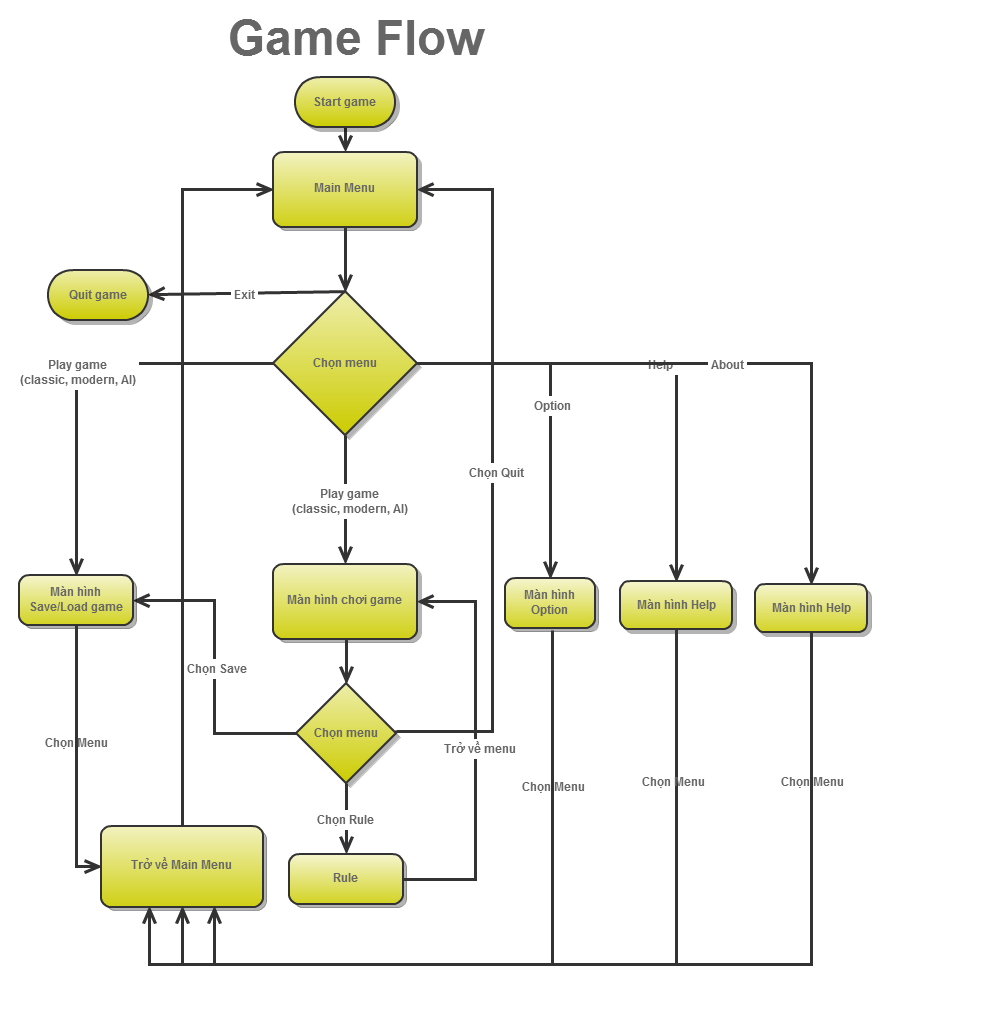 Game Flow
Start game
Main Menu
Quit game
Exit
Chọn menu
Play game
(classic, modern, AI)
Help
About
Option
Chọn Quit
Play game
(classic, modern, AI)
Màn hình
Save/Load game
Màn hình chơi game
Màn hình
Option
Màn hình Help
Màn hình Help
Chọn Save
Chọn menu
Chọn Menu
Trở về menu
Chọn Menu
Chọn Menu
Chọn Menu
Chọn Rule
Trở về Main Menu
Rule